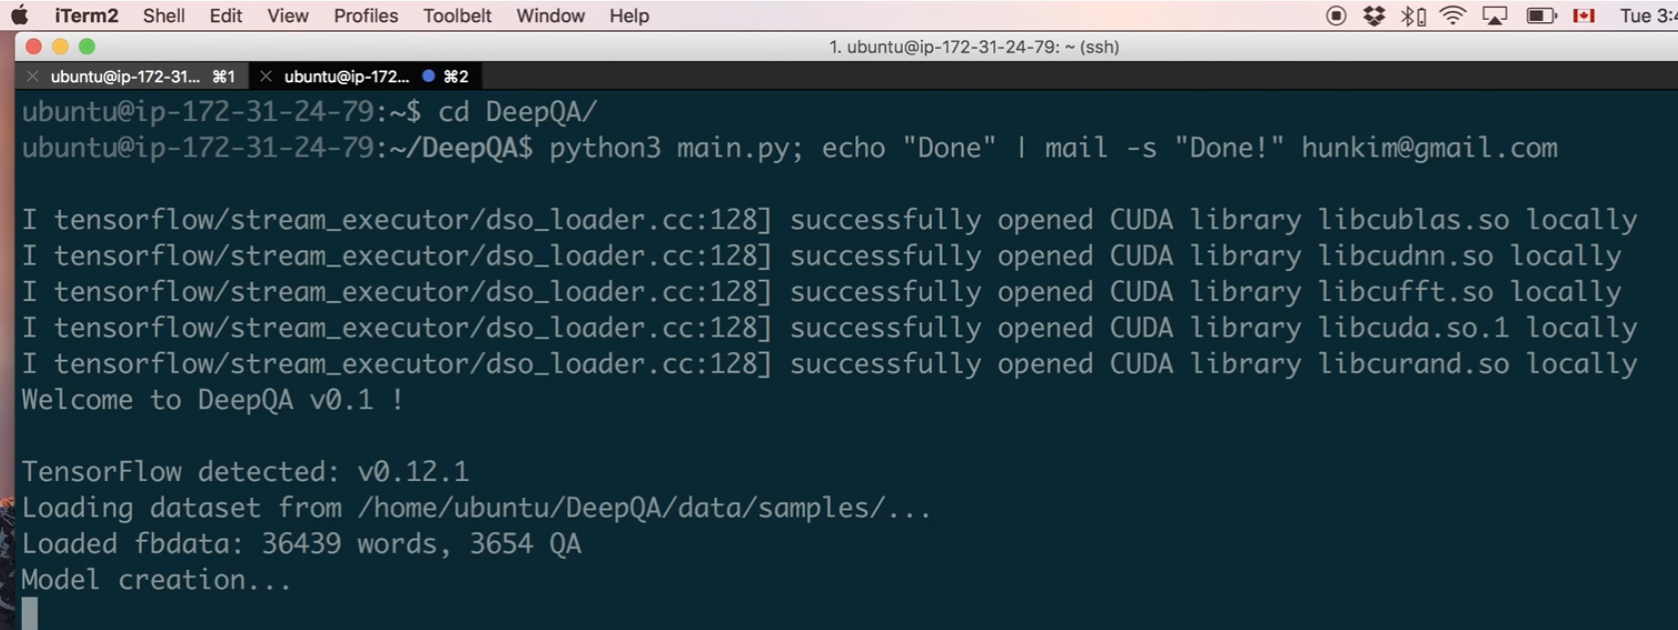 iTerm2 Shell Edit View Profiles Toolbelt Window Help Tue 3:4
1. ubuntu@ip-172-31-24-79: ~ (ssh)
ubuntu@ip-172-31... ⌘1 ubuntu@ip-172... ⌘2
ubuntu@ip-172-31-24-79:~$ cd DeepQA/
ubuntu@ip-172-31-24-79:~/DeepQA$ python3 main.py; echo "Done" | mail -s "Done!" hunkim@gmail.com
I tensorflow/stream_executor/dso_loader.cc:128] successfully opened CUDA library libcublas.so locally
I tensorflow/stream_executor/dso_loader.cc:128] successfully opened CUDA library libcudnn.so locally
I tensorflow/stream_executor/dso_loader.cc:128] successfully opened CUDA library libcufft.so locally
I tensorflow/stream_executor/dso_loader.cc:128] successfully opened CUDA library libcuda.so.1 locally
I tensorflow/stream_executor/dso_loader.cc:128] successfully opened CUDA library libcurand.so locally
Welcome to DeepQA v0.1 !
TensorFlow detected: v0.12.1
Loading dataset from /home/ubuntu/DeepQA/data/samples/...
Loaded fbdata: 36439 words, 3654 QA
Model creation...